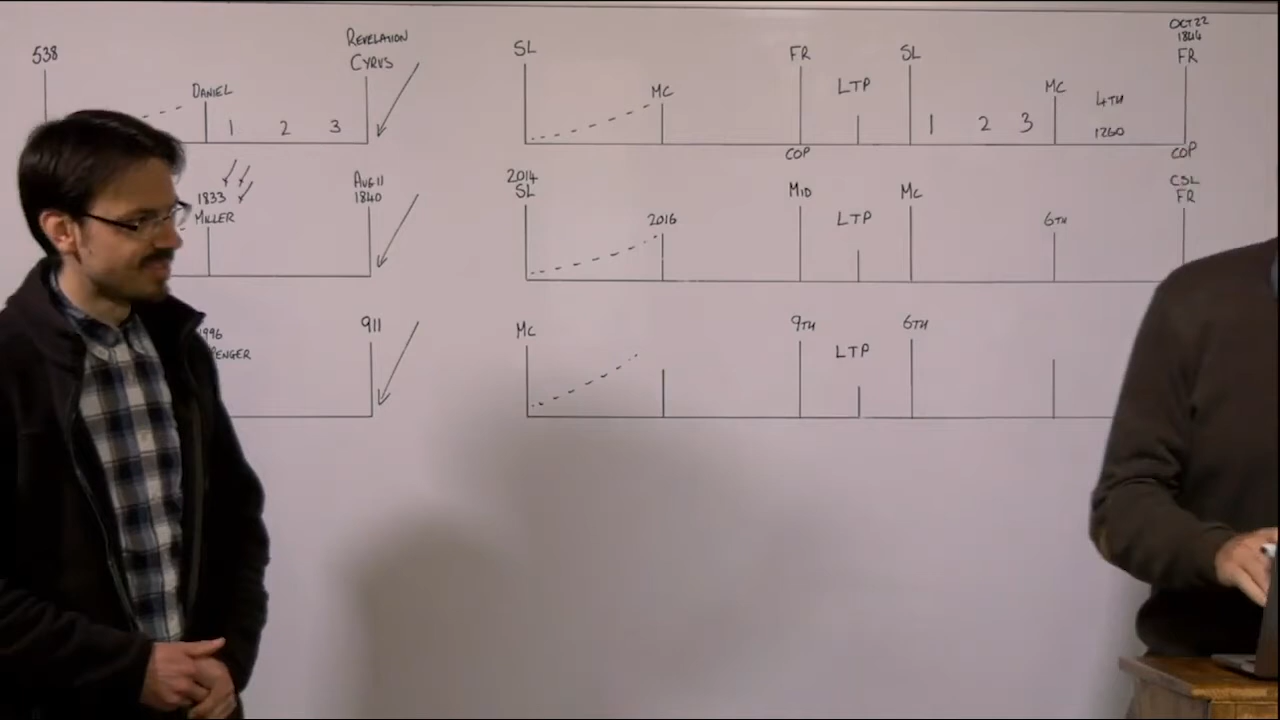 538
DANIEL
REVELATION
CYRUS
1 2 3
SL
MC
FR
COP
LTP
SL
1 2 3
MC
4TH
1260
OCT 22
1844
FR
COP
1833
MILLER
AUG 11
1840
2014
SL
2016
MID
LTP
MC
6TH
CSL
FR
1996
911
MC
9TH
LTP
6TH